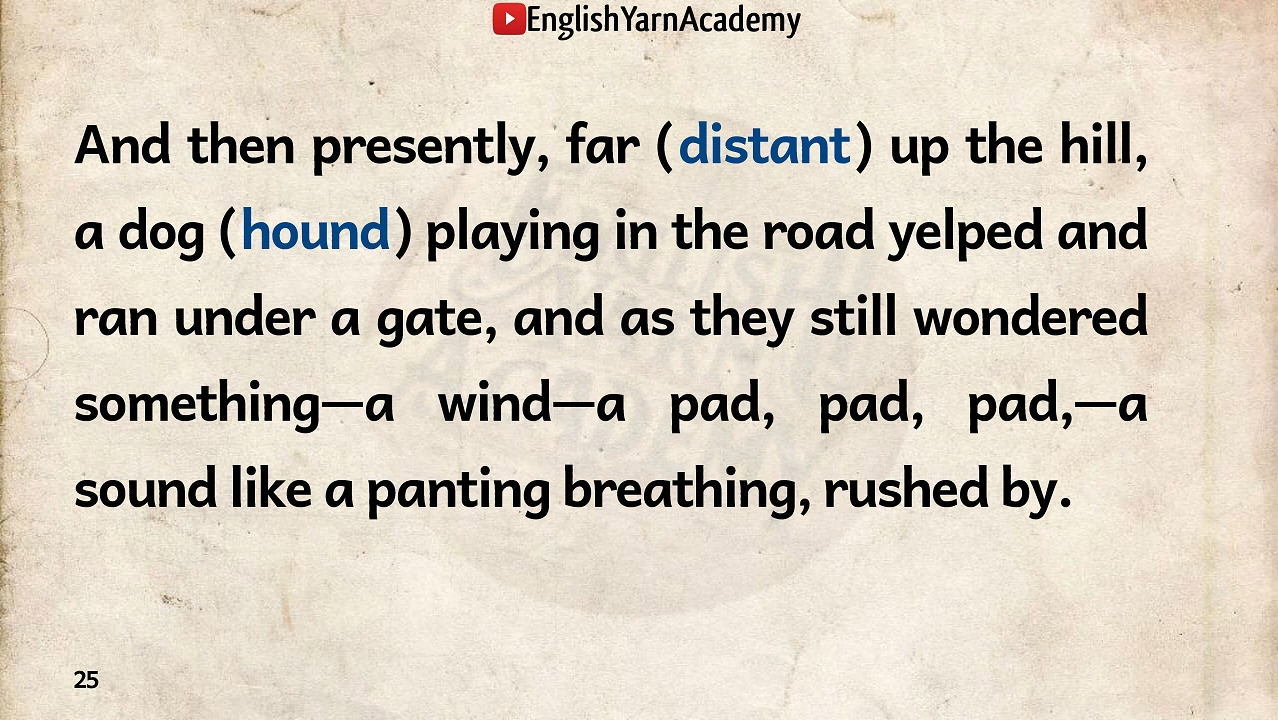 EnglishYarnAcademy
And then presently, far (distant) up the hill,
a dog (hound) playing in the road yelped and
ran under a gate, and as they still wondered
something—a wind—a pad, pad, pad,—a
sound like a panting breathing, rushed by.
25